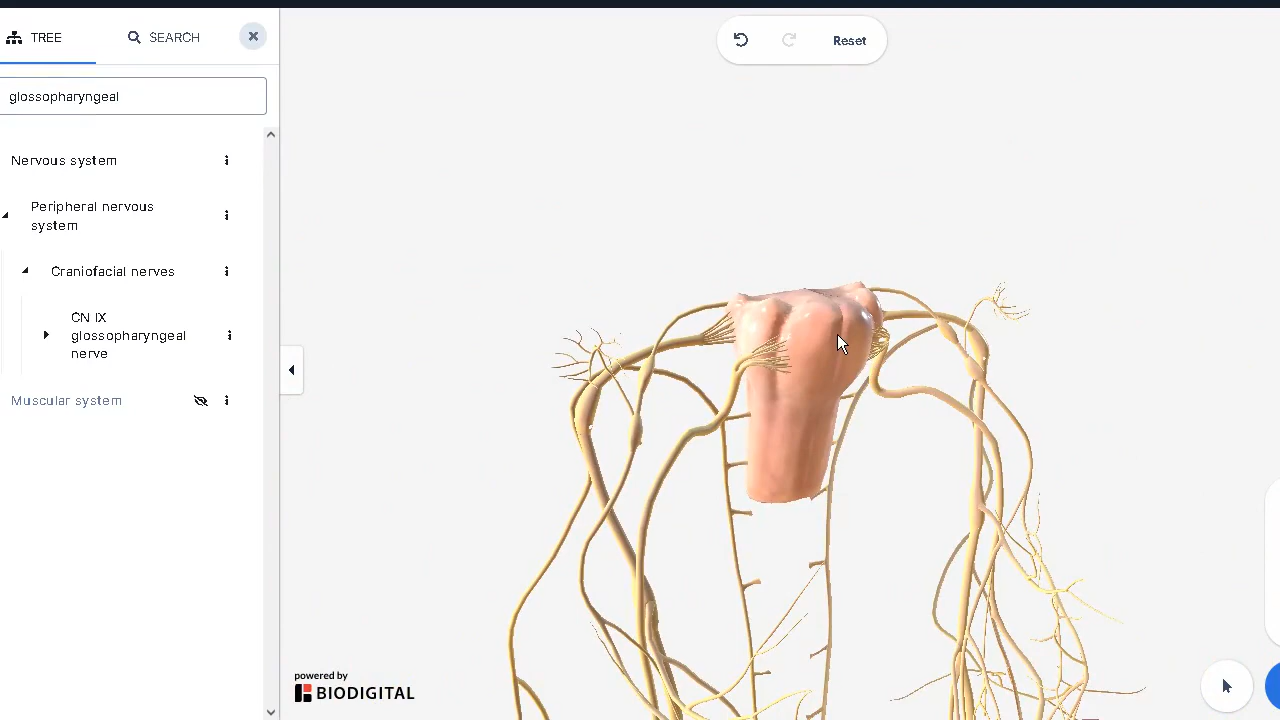 TREE
SEARCH
Reset
glossopharyngeal
Nervous system
Peripheral nervous
system
Craniofacial nerves
CN IX
glossopharyngeal
nerve
Muscular system
powered by
BIODIGITAL